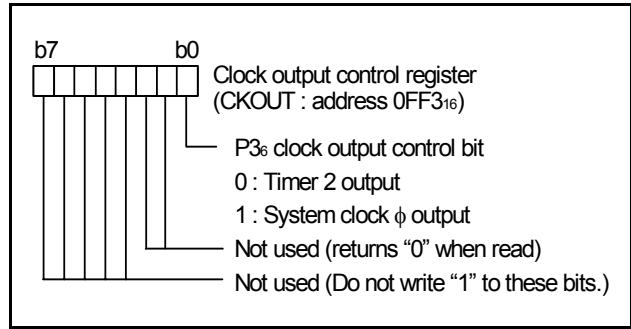 b7 b0
Clock output control register
(CKOUT : address 0FF3₁₆)
P3₆ clock output control bit
0 : Timer 2 output
1 : System clock ϕ output
Not used (returns “0” when read)
Not used (Do not write “1” to these bits.)